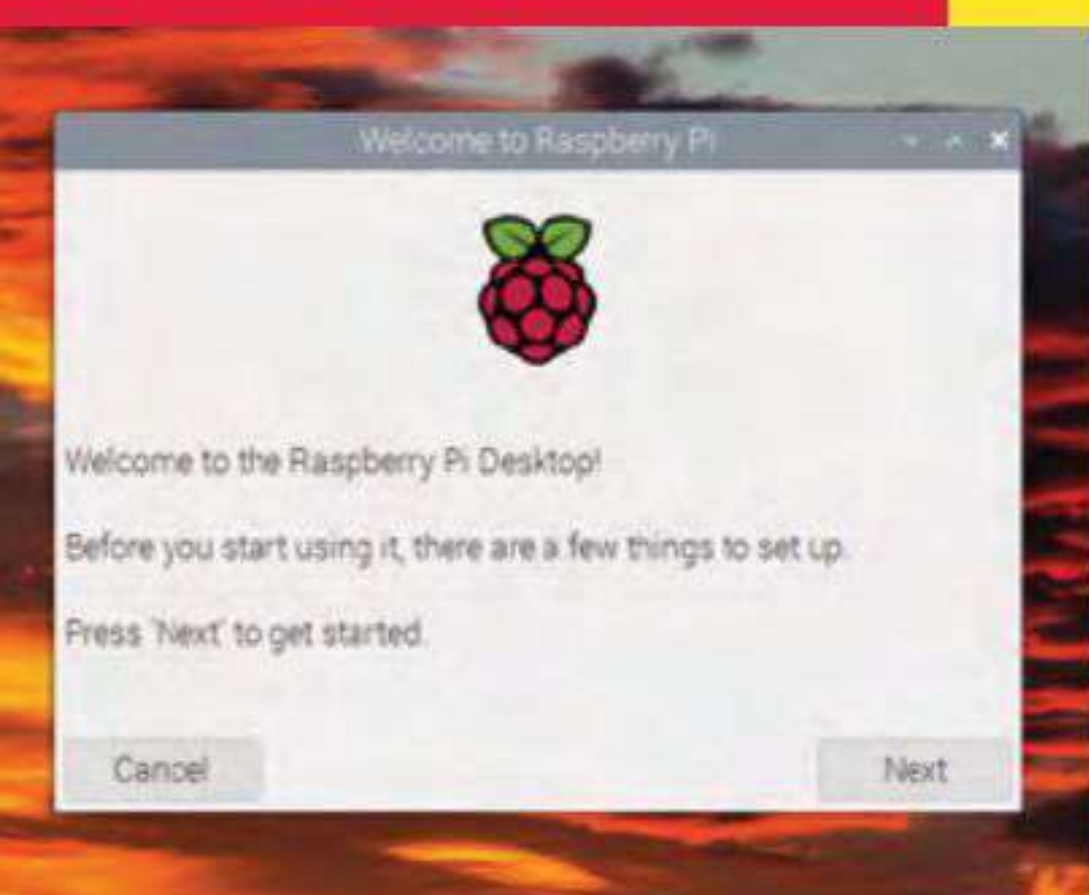 Welcome to Raspberry Pi
Welcome to the Raspberry Pi Desktop!
Before you start using it, there are a few things to set up.
Press 'Next' to get started.
Cancel
Next